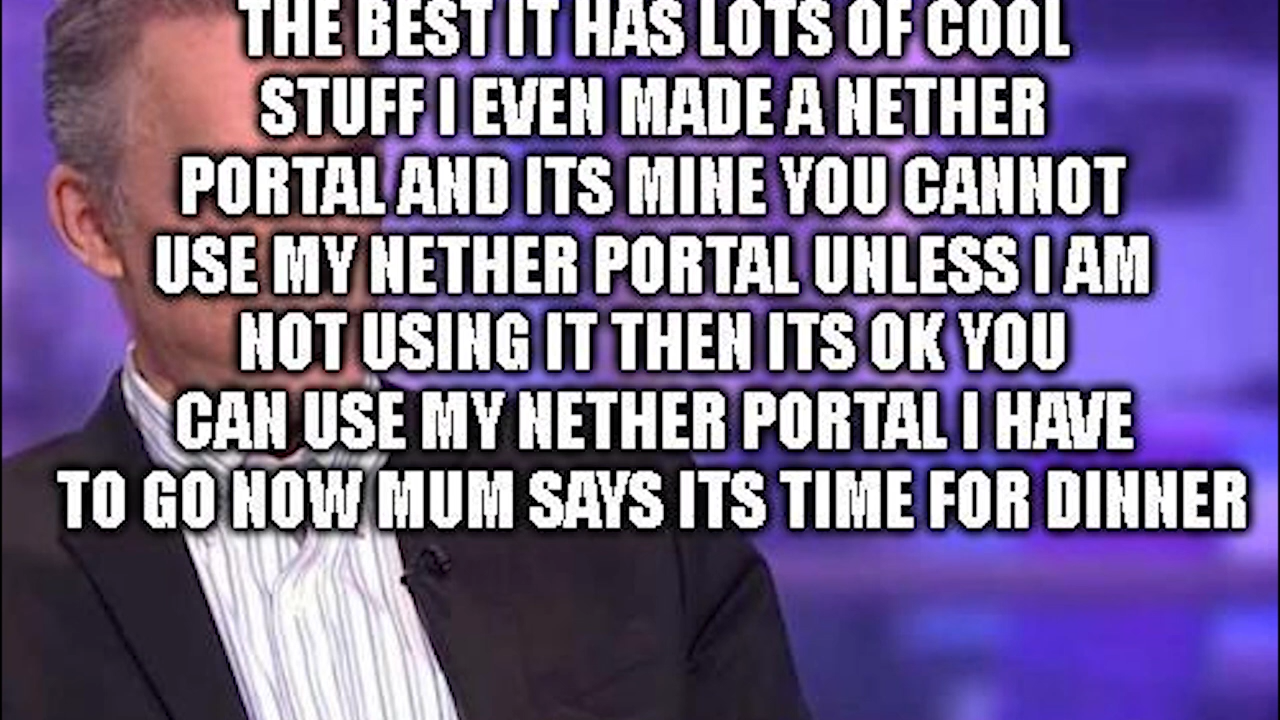 THE BEST IT HAS LOTS OF COOL
STUFF I EVEN MADE A NETHER
PORTAL AND ITS MINE YOU CANNOT
USE MY NETHER PORTAL UNLESS I AM
NOT USING IT THEN ITS OK YOU
CAN USE MY NETHER PORTAL I HAVE
TO GO NOW MUM SAYS ITS TIME FOR DINNER